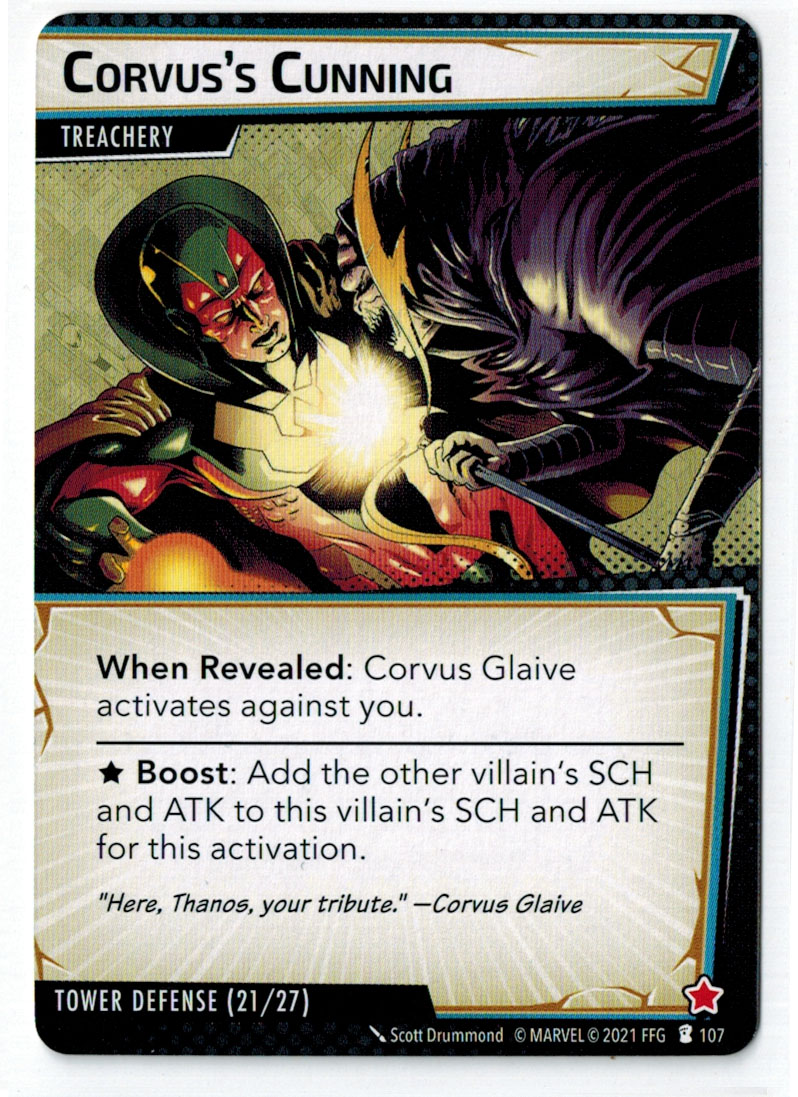 CORVUS'S CUNNING
TREACHERY
When Revealed: Corvus Glaive
activates against you.
★ Boost: Add the other villain's SCH
and ATK to this villain's SCH and ATK
for this activation.
"Here, Thanos, your tribute." —Corvus Glaive
TOWER DEFENSE (21/27)
Scott Drummond © MARVEL © 2021 FFG 107